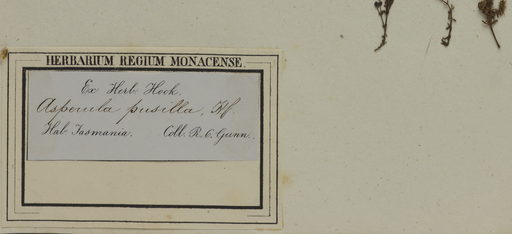 HERBARIUM REGIUM MONACENSE.
Ex Herb Hook.
Asperula pusilla, Hf.
Hab Tasmania. Coll. R. C. Gunn.